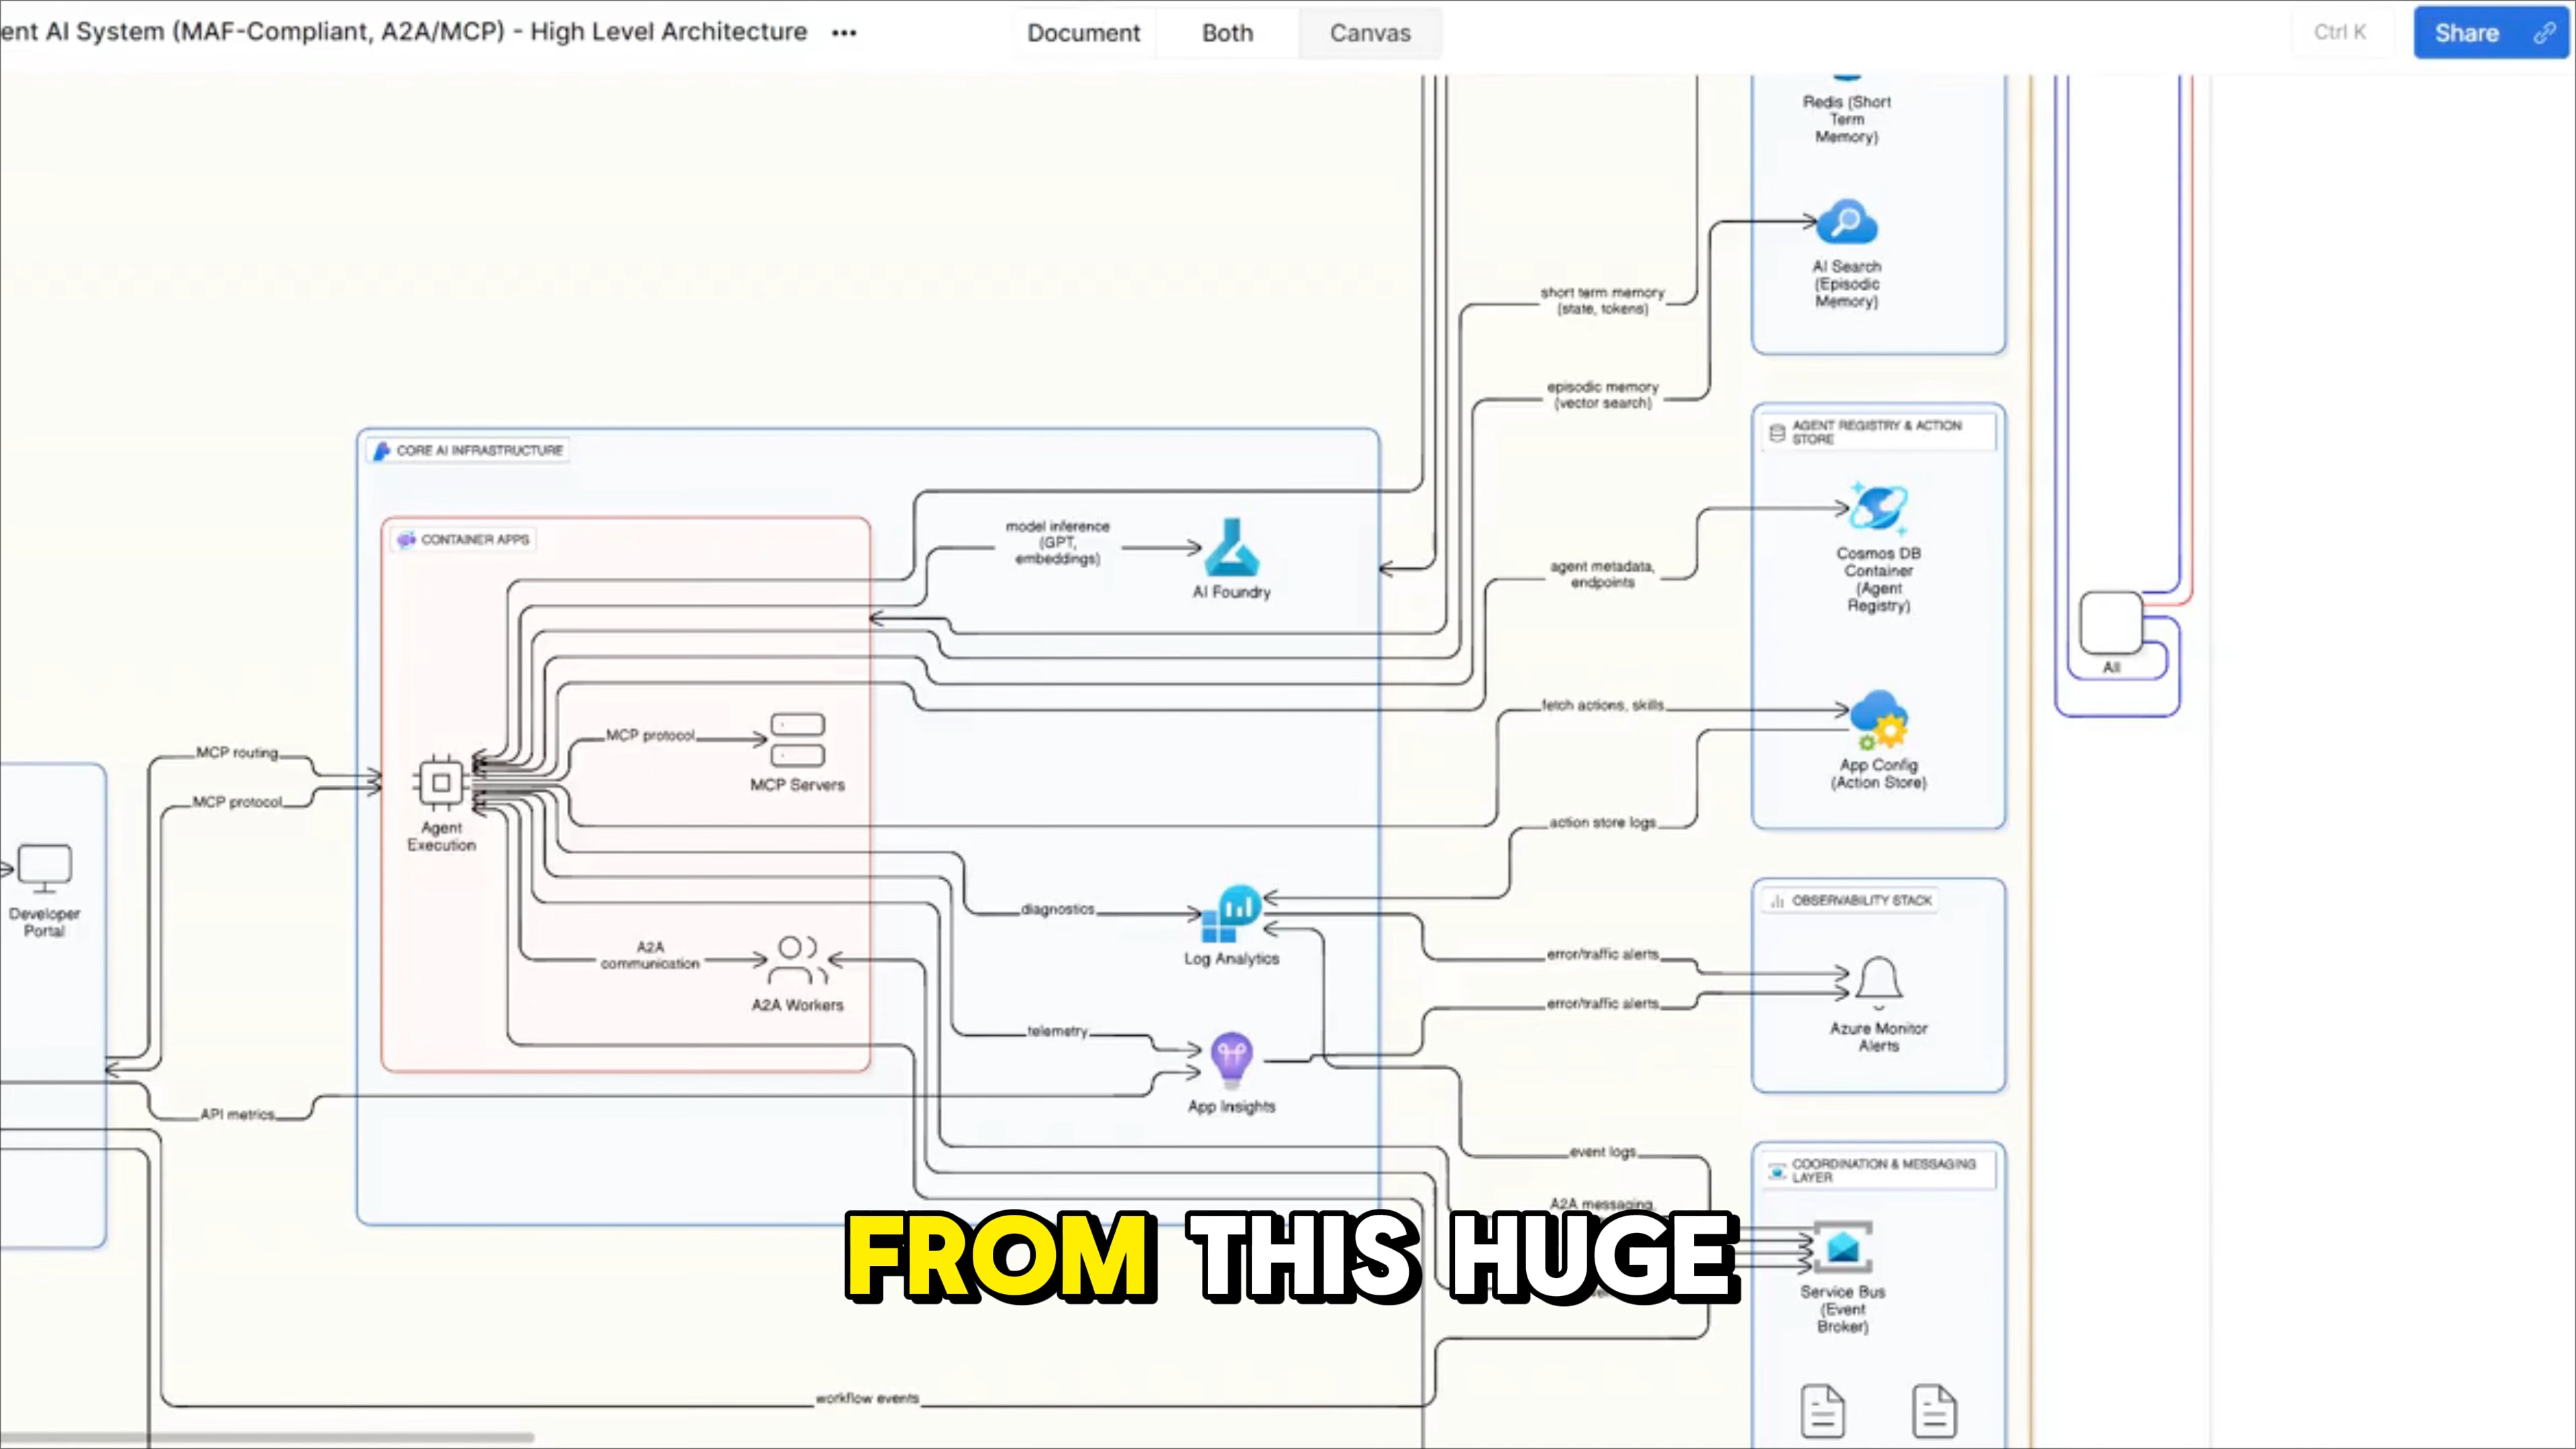 ent AI System (MAF-Compliant, A2A/MCP) - High Level Architecture
Document
Both
Canvas
Ctrl K
Share
Redis (Short
Term
Memory)
AI Search
(Episodic
Memory)
short term memory
(state, tokens)
episodic memory
(vector search)
CORE AI INFRASTRUCTURE
AGENT REGISTRY & ACTION
STORE
CONTAINER APPS
model inference
(GPT,
embeddings)
AI Foundry
agent metadata,
endpoints
Cosmos DB
Container
(Agent
Registry)
All
fetch actions, skills
MCP protocol
MCP Servers
App Config
(Action Store)
MCP routing
MCP protocol
Agent
Execution
action store logs
Developer
Portal
diagnostics
Log Analytics
OBSERVABILITY STACK
error/traffic alerts
error/traffic alerts
Azure Monitor
Alerts
A2A
communication
A2A Workers
telemetry
App Insights
API metrics
event logs
COORDINATION & MESSAGING
LAYER
A2A messaging,
FROM THIS HUGE
Service Bus
(Event
Broker)
workflow events